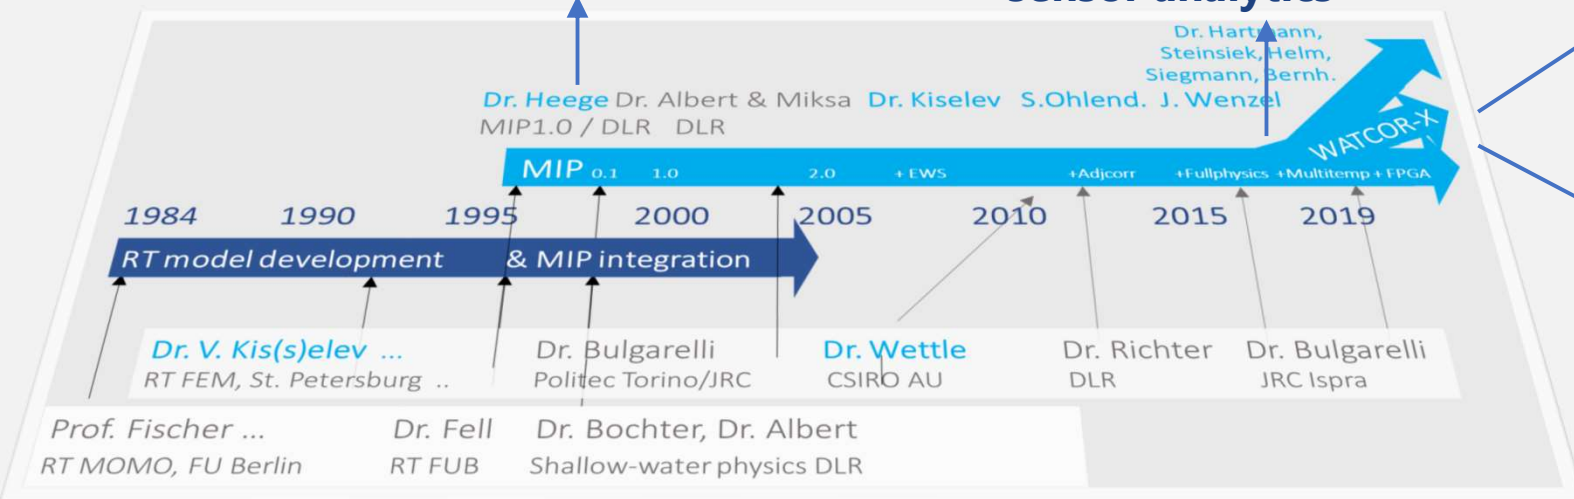 sensor analytics
Dr. Hartmann,
Steinsiek, Helm,
Siegmann, Bernh.
Dr. Heege Dr. Albert & Miksa Dr. Kiselev S.Ohlend. J. Wenzel
MIP1.0 / DLR DLR
WATCOR-X
MIP 0.1 1.0 2.0 + EWS +Adjcorr +Fullphysics +Multitemp + FPGA
1984 1990 1995 2000 2005 2010 2015 2019
RT model development & MIP integration
Dr. V. Kis(s)elev ... Dr. Bulgarelli Dr. Wettle Dr. Richter Dr. Bulgarelli
RT FEM, St. Petersburg .. Politec Torino/JRC CSIRO AU DLR JRC Ispra
Prof. Fischer ... Dr. Fell Dr. Bochter, Dr. Albert
RT MOMO, FU Berlin RT FUB Shallow-water physics DLR